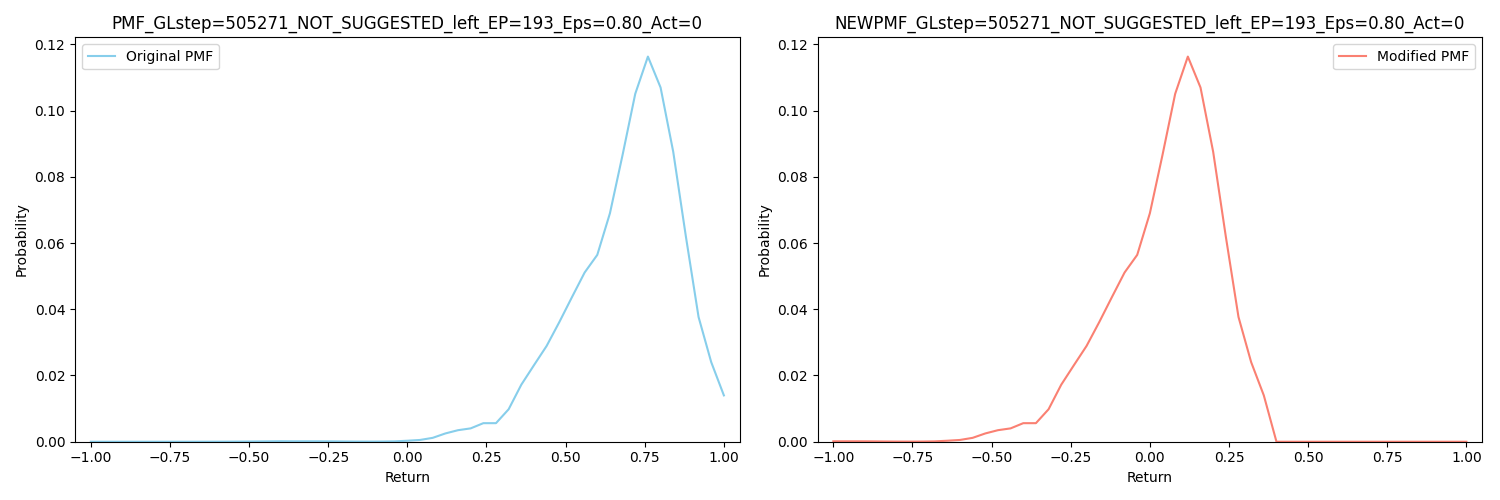 PMF_GLstep=505271_NOT_SUGGESTED_left_EP=193_Eps=0.80_Act=0
Original PMF
0.12
0.10
0.08
0.06
0.04
0.02
0.00
Probability
−1.00 −0.75 −0.50 −0.25 0.00 0.25 0.50 0.75 1.00
Return
NEWPMF_GLstep=505271_NOT_SUGGESTED_left_EP=193_Eps=0.80_Act=0
Modified PMF
0.12
0.10
0.08
0.06
0.04
0.02
0.00
Probability
−1.00 −0.75 −0.50 −0.25 0.00 0.25 0.50 0.75 1.00
Return